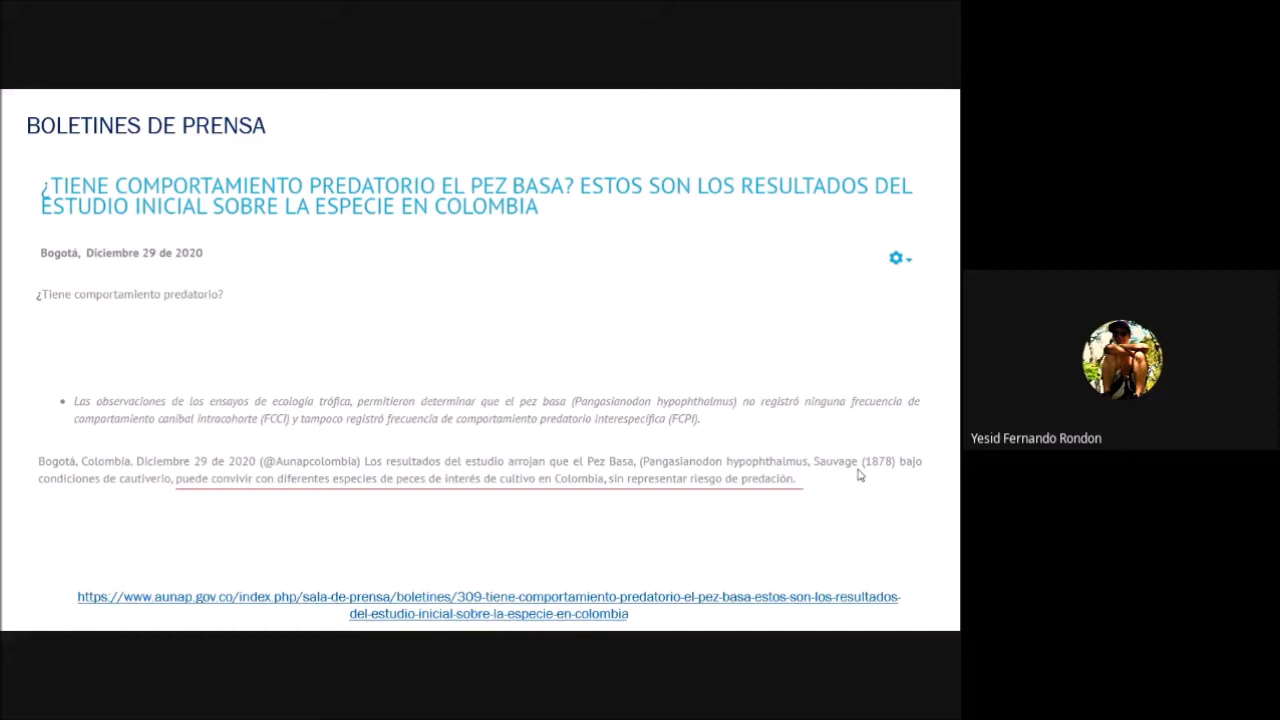 BOLETINES DE PRENSA
¿TIENE COMPORTAMIENTO PREDATORIO EL PEZ BASA? ESTOS SON LOS RESULTADOS DEL
ESTUDIO INICIAL SOBRE LA ESPECIE EN COLOMBIA
Bogotá, Diciembre 29 de 2020
¿Tiene comportamiento predatorio?
• Las observaciones de los ensayos de ecología trófica, permitieron determinar que el pez basa (Pangasianodon hypophthalmus) no registró ninguna frecuencia de
comportamiento caníbal intracohorte (FCCI) y tampoco registró frecuencia de comportamiento predatorio interespecífica (FCPI).
Bogotá, Colombia. Diciembre 29 de 2020 (@Aunapcolombia) Los resultados del estudio arrojan que el Pez Basa, (Pangasianodon hypophthalmus, Sauvage (1878) bajo
condiciones de cautiverio, puede convivir con diferentes especies de peces de interés de cultivo en Colombia, sin representar riesgo de predación.
https://www.aunap.gov.co/index.php/sala-de-prensa/boletines/309-tiene-comportamiento-predatorio-el-pez-basa-estos-son-los-resultados-
del-estudio-inicial-sobre-la-especie-en-colombia
Yesid Fernando Rondon